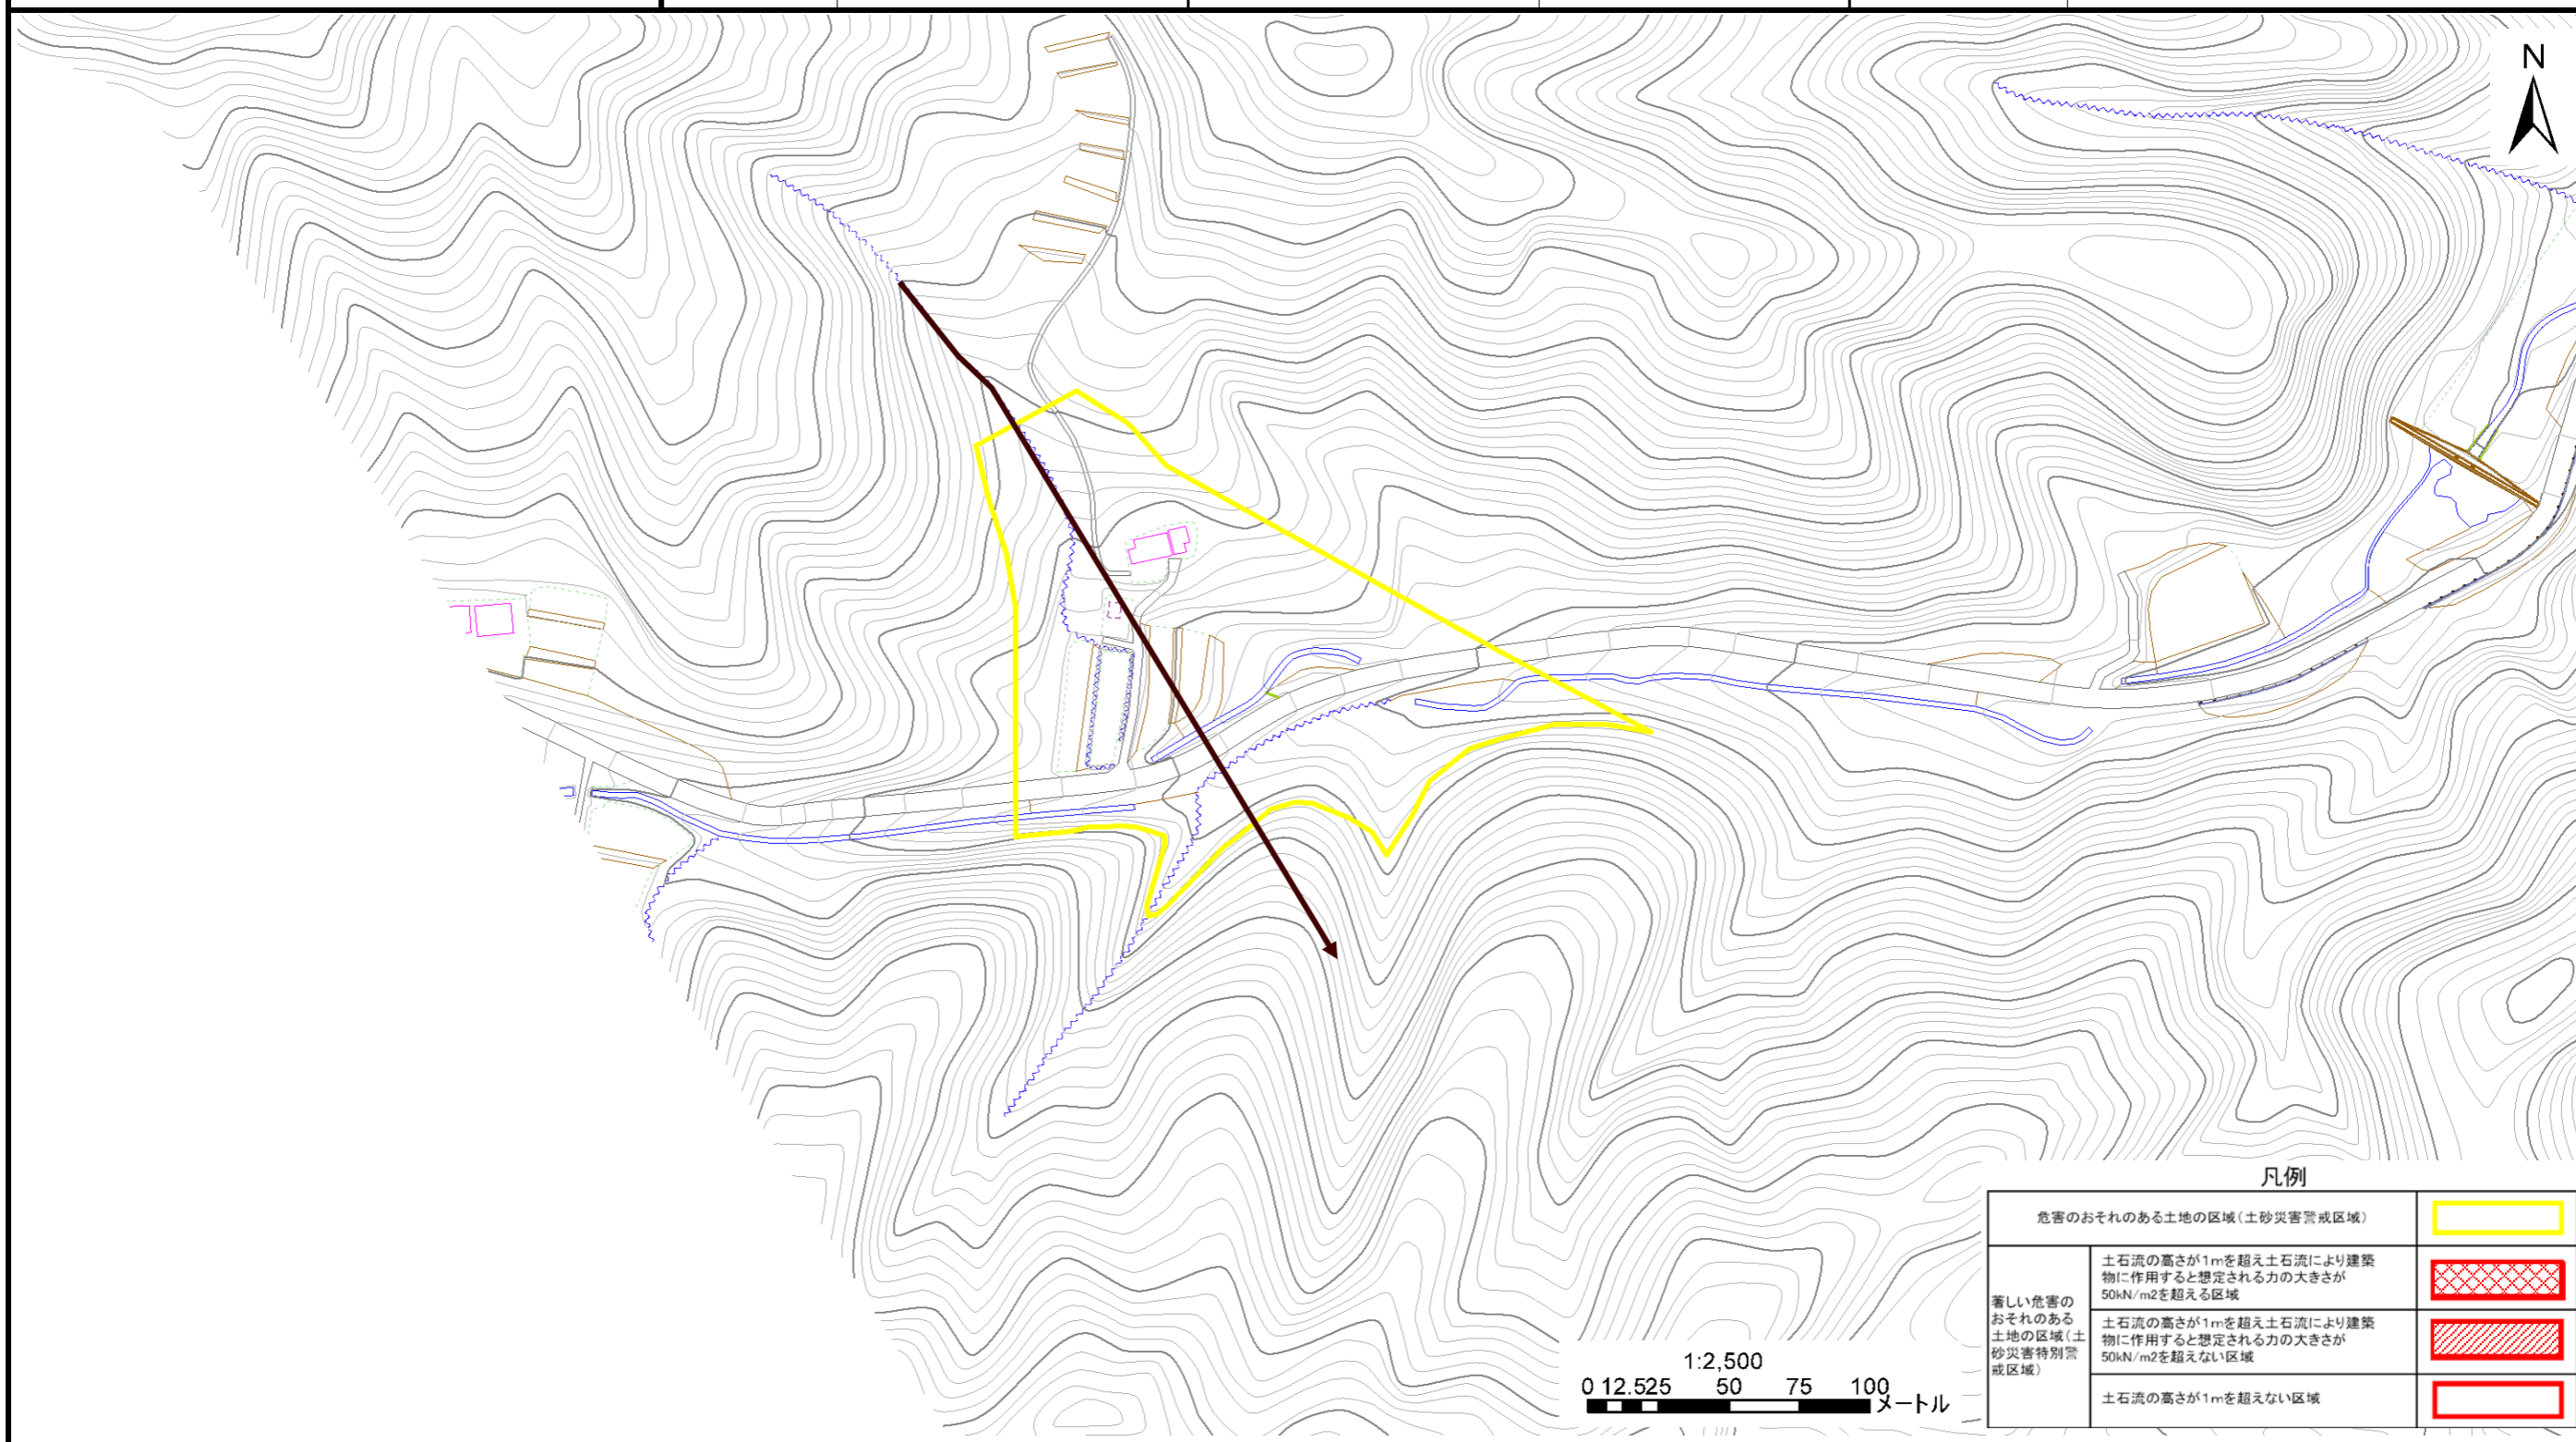 N
凡例
危害のおそれのある土地の区域(土砂災害警戒区域)
著しい危害の
おそれのある
土地の区域(土
砂災害特別警
戒区域)
土石流の高さが1mを超え土石流により建築
物に作用すると想定される力の大きさが
50kN/m2を超える区域
土石流の高さが1mを超え土石流により建築
物に作用すると想定される力の大きさが
50kN/m2を超えない区域
土石流の高さが1mを超えない区域
1:2,500
0 12.525 50 75 100
メートル